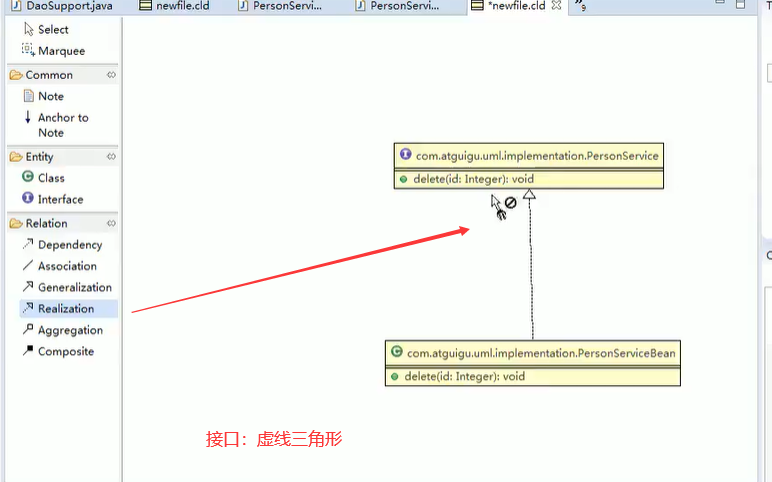 DaoSupport.java
newfile.cld
PersonServi...
PersonServi...
*newfile.cld
»9
Select
Marquee
Common
Note
Anchor to
Note
Entity
Class
Interface
Relation
Dependency
Association
Generalization
Realization
Aggregration
Composite
com.atguigu.uml.implementation.PersonService
delete(id: Integer): void
com.atguigu.uml.implementation.PersonServiceBean
delete(id: Integer): void
接口：虚线三角形